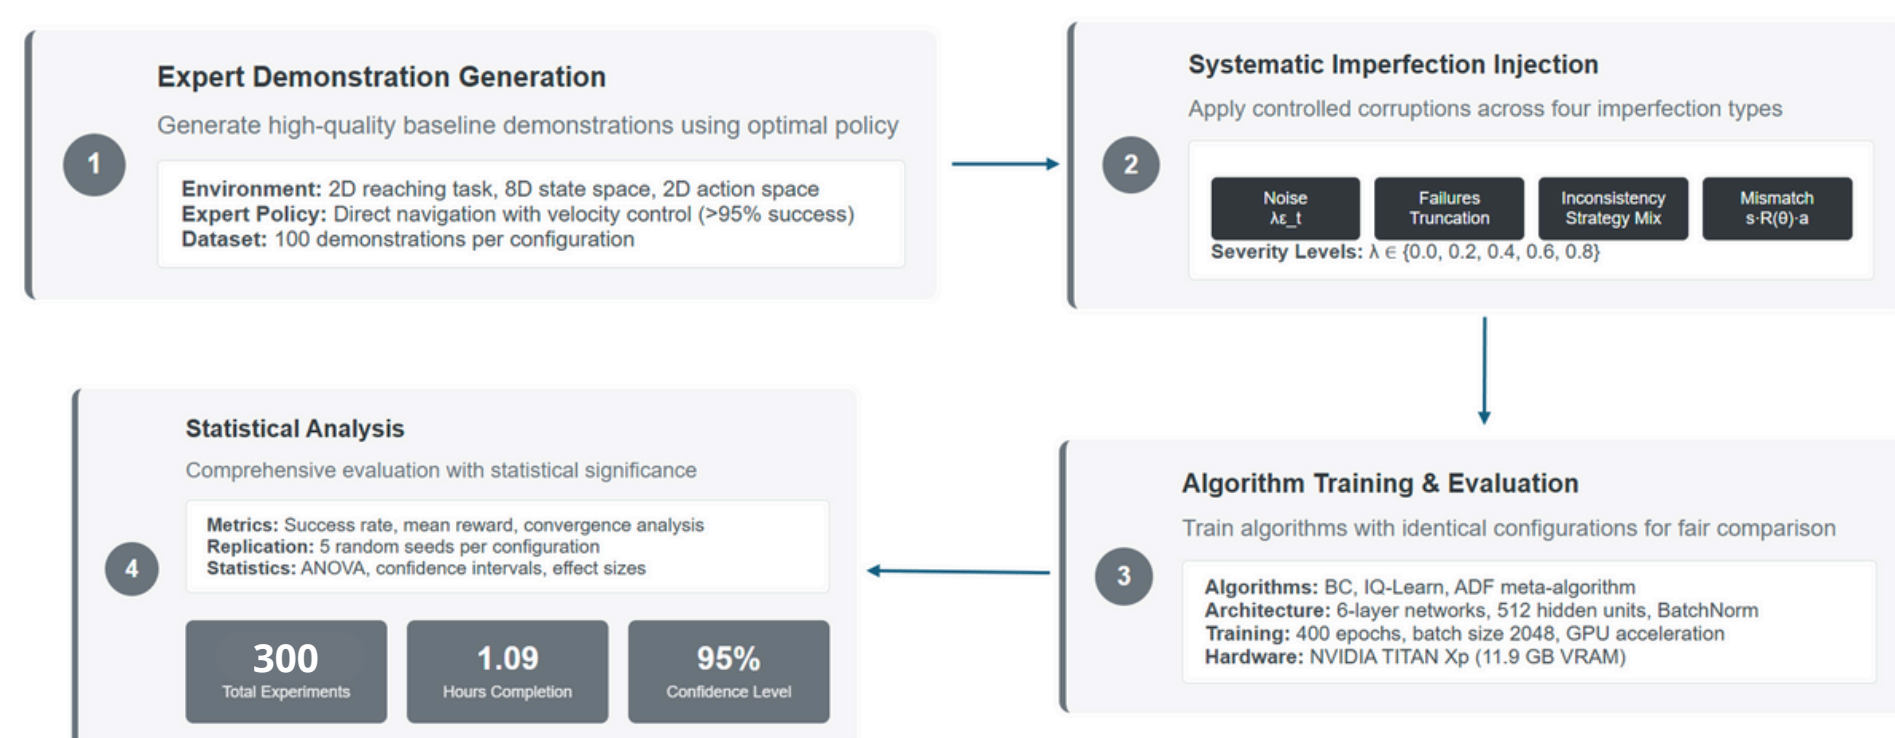 1
Expert Demonstration Generation
Generate high-quality baseline demonstrations using optimal policy
Environment: 2D reaching task, 8D state space, 2D action space
Expert Policy: Direct navigation with velocity control (>95% success)
Dataset: 100 demonstrations per configuration
2
Systematic Imperfection Injection
Apply controlled corruptions across four imperfection types
Noise
λε_t
Failures
Truncation
Inconsistency
Strategy Mix
Mismatch
s·R(θ)·a
Severity Levels: λ ∈ {0.0, 0.2, 0.4, 0.6, 0.8}
3
Algorithm Training & Evaluation
Train algorithms with identical configurations for fair comparison
Algorithms: BC, IQ-Learn, ADF meta-algorithm
Architecture: 6-layer networks, 512 hidden units, BatchNorm
Training: 400 epochs, batch size 2048, GPU acceleration
Hardware: NVIDIA TITAN Xp (11.9 GB VRAM)
4
Statistical Analysis
Comprehensive evaluation with statistical significance
Metrics: Success rate, mean reward, convergence analysis
Replication: 5 random seeds per configuration
Statistics: ANOVA, confidence intervals, effect sizes
300
Total Experiments
1.09
Hours Completion
95%
Confidence Level